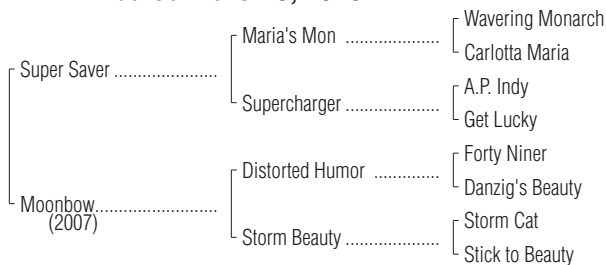 Wavering Monarch
Maria's Mon ....................
Carlotta Maria
Super Saver ......................
A.P. Indy
Supercharger ....................
Get Lucky
Forty Niner
Distorted Humor ..............
Danzig's Beauty
Moonbow..........................
(2007)
Storm Cat
Storm Beauty ....................
Stick to Beauty